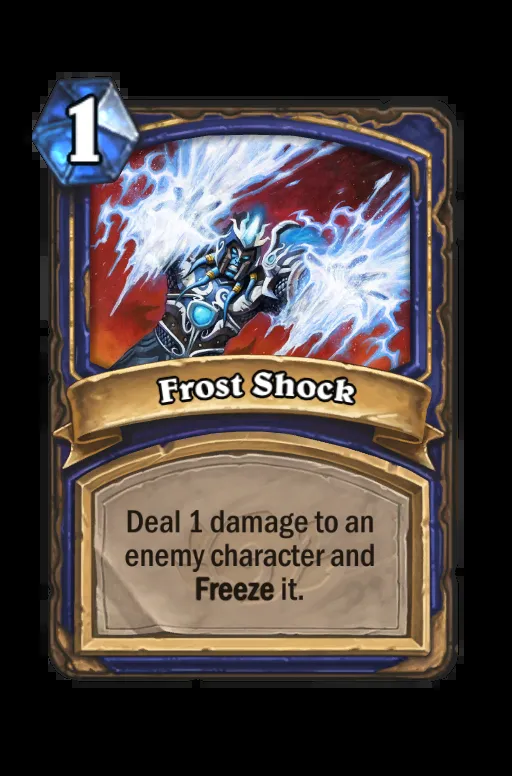 1
Frost Shock
Deal 1 damage to an
enemy character and
Freeze it.